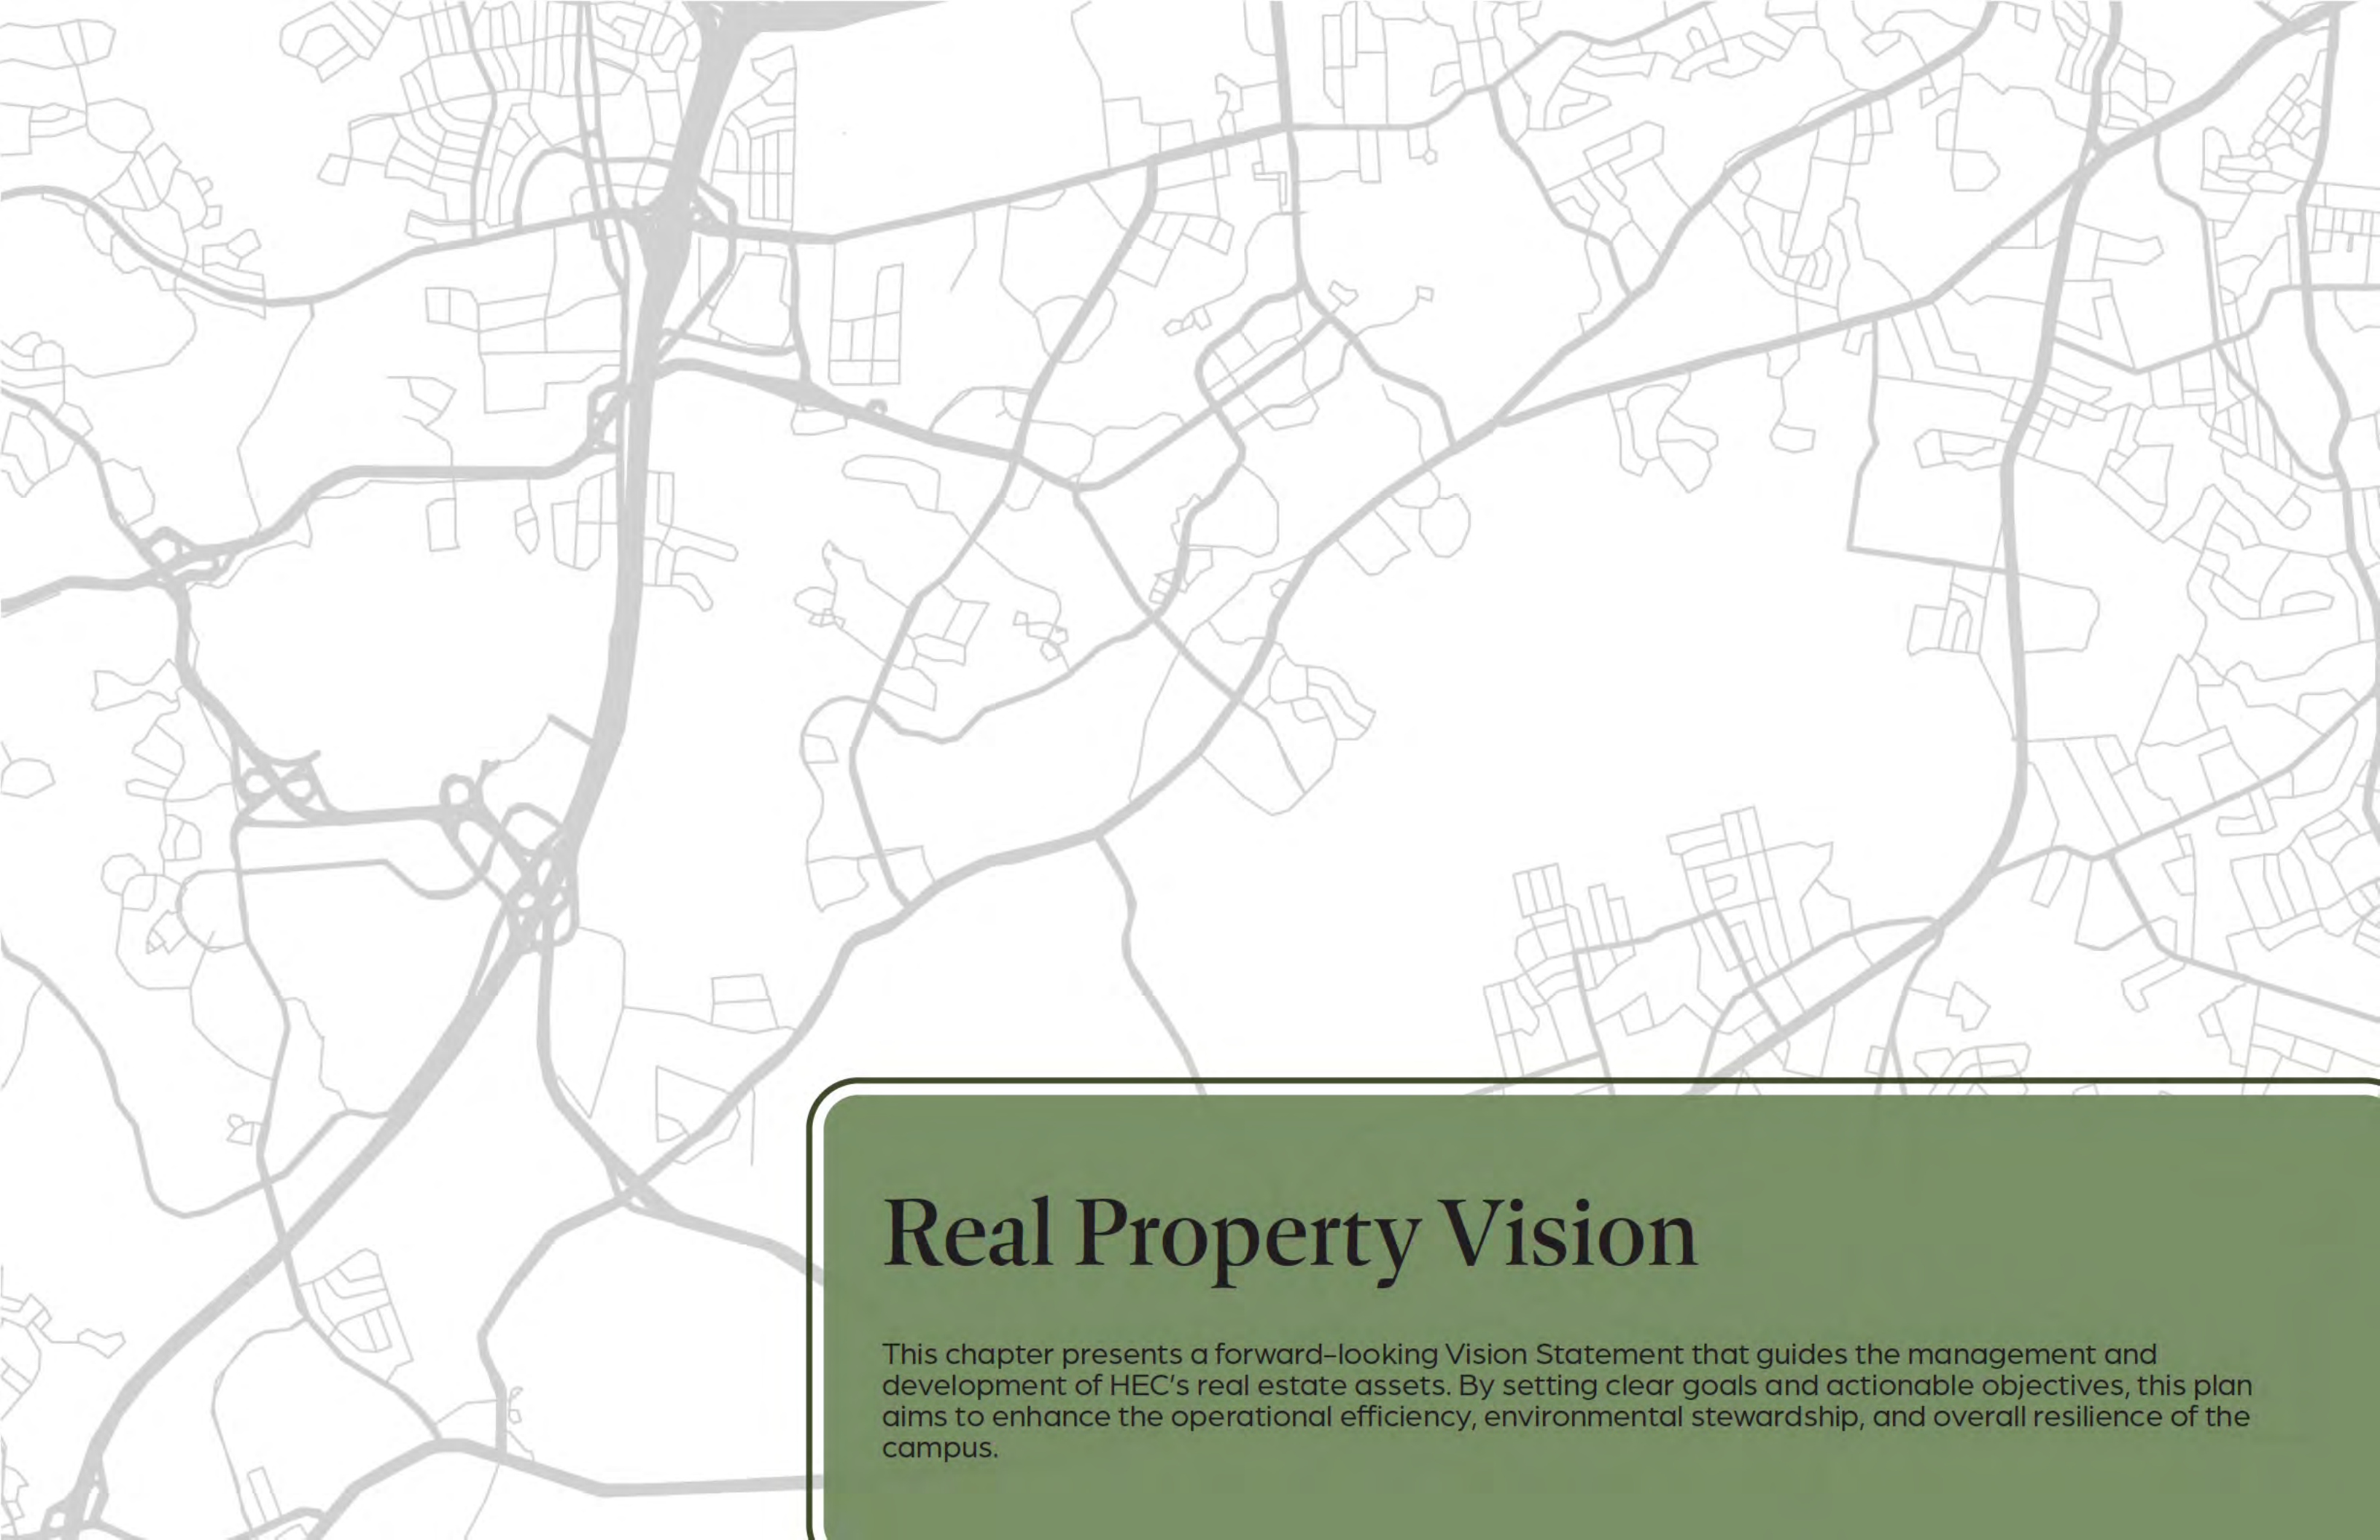 Real Property Vision
This chapter presents a forward-looking Vision Statement that guides the management and
development of HEC's real estate assets. By setting clear goals and actionable objectives, this plan
aims to enhance the operational efficiency, environmental stewardship, and overall resilience of the
campus.